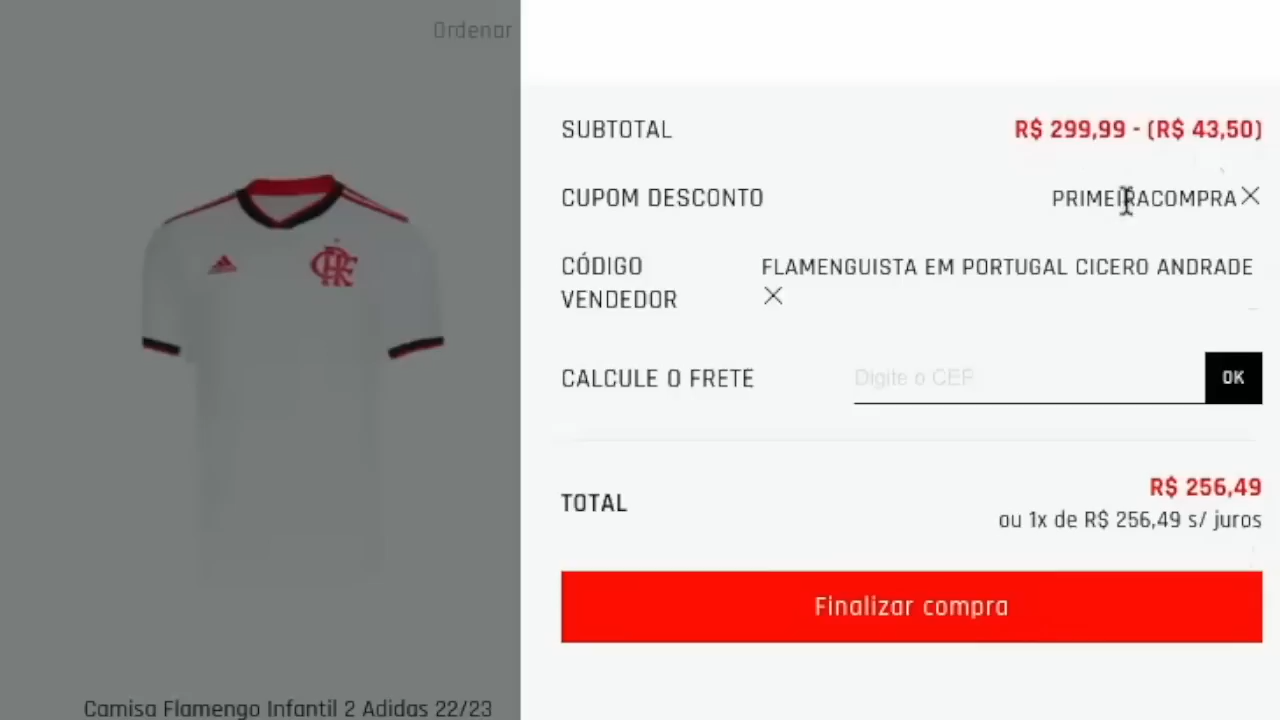 Ordenar
SUBTOTAL
R$ 299,99 - (R$ 43,50)
CUPOM DESCONTO
PRIMEIRACOMPRA
CÓDIGO
VENDEDOR
FLAMENGUISTA EM PORTUGAL CICERO ANDRADE
CALCULE O FRETE
Digite o CEP
OK
TOTAL
R$ 256,49
ou 1x de R$ 256,49 s/ juros
Finalizar compra
Camisa Flamengo Infantil 2 Adidas 22/23